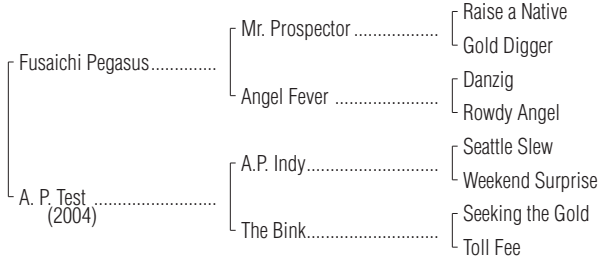 Raise a Native
Mr. Prospector ..................
Gold Digger
Fusaichi Pegasus..............
Danzig
Angel Fever ......................
Rowdy Angel
Seattle Slew
A.P. Indy............................
Weekend Surprise
A. P. Test ..........................
(2004)
Seeking the Gold
The Bink............................
Toll Fee